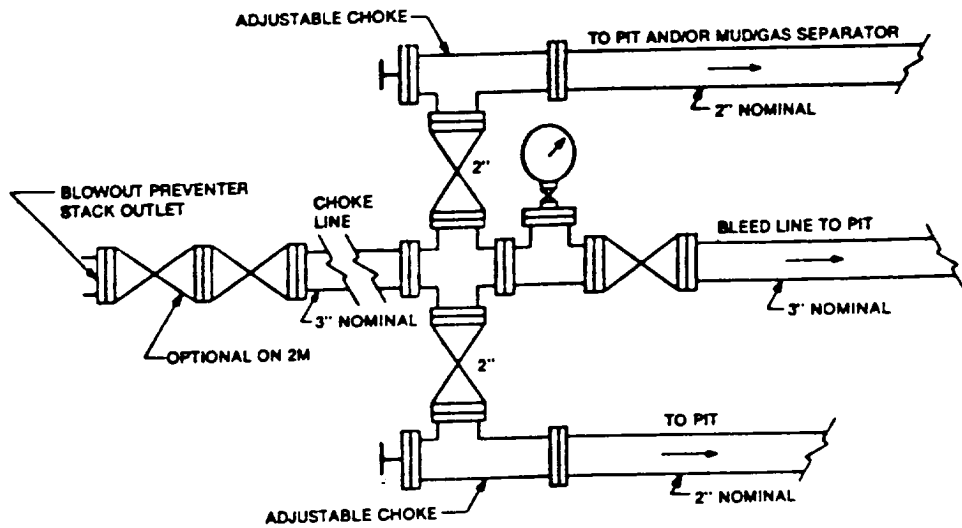 ADJUSTABLE CHOKE
TO PIT AND/OR MUD/GAS SEPARATOR
2" NOMINAL
2"
BLOWOUT PREVENTER
STACK OUTLET
CHOKE
LINE
BLEED LINE TO PIT
3" NOMINAL
3" NOMINAL
OPTIONAL ON 2M
2"
TO PIT
2" NOMINAL
ADJUSTABLE CHOKE